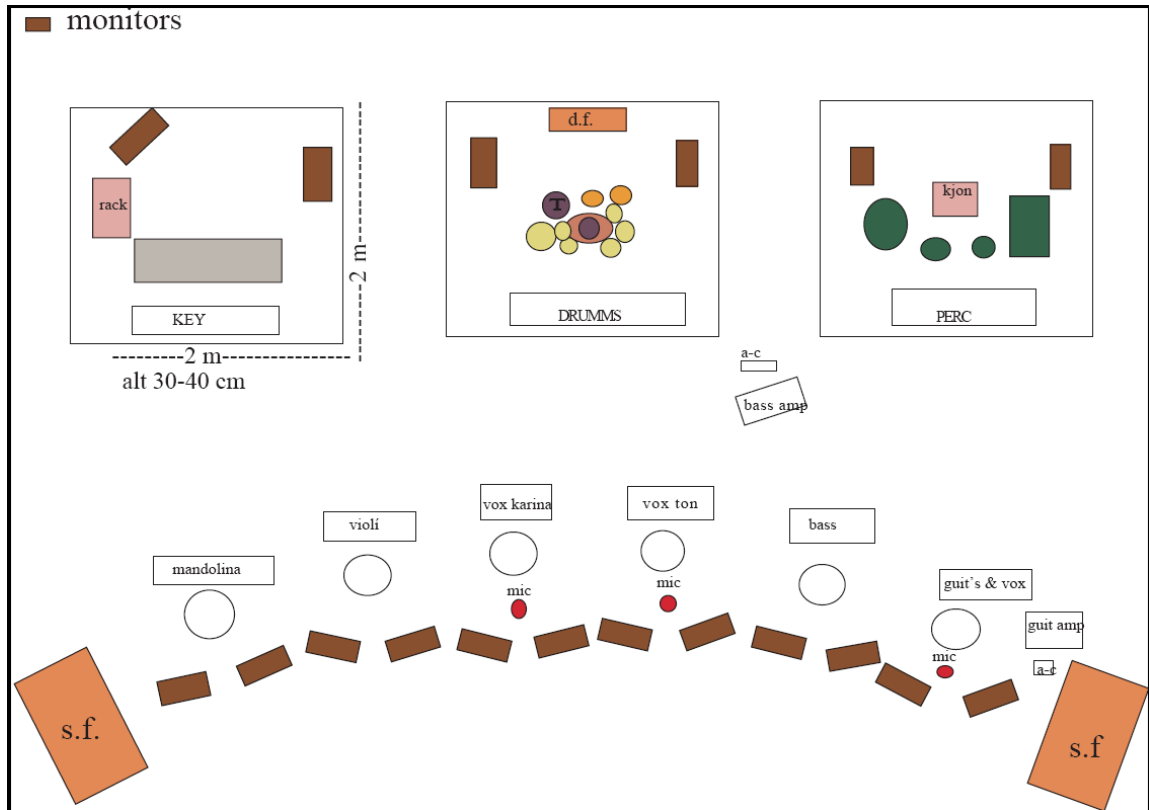 monitors
d.f.
rack
T
kjon
KEY
DRUMMS
PERC
2 m
2 m
alt 30-40 cm
a-c
bass amp
vox karina
vox ton
bass
violí
mandolina
mic
mic
guit's & vox
guit amp
mic
a-c
s.f.
s.f